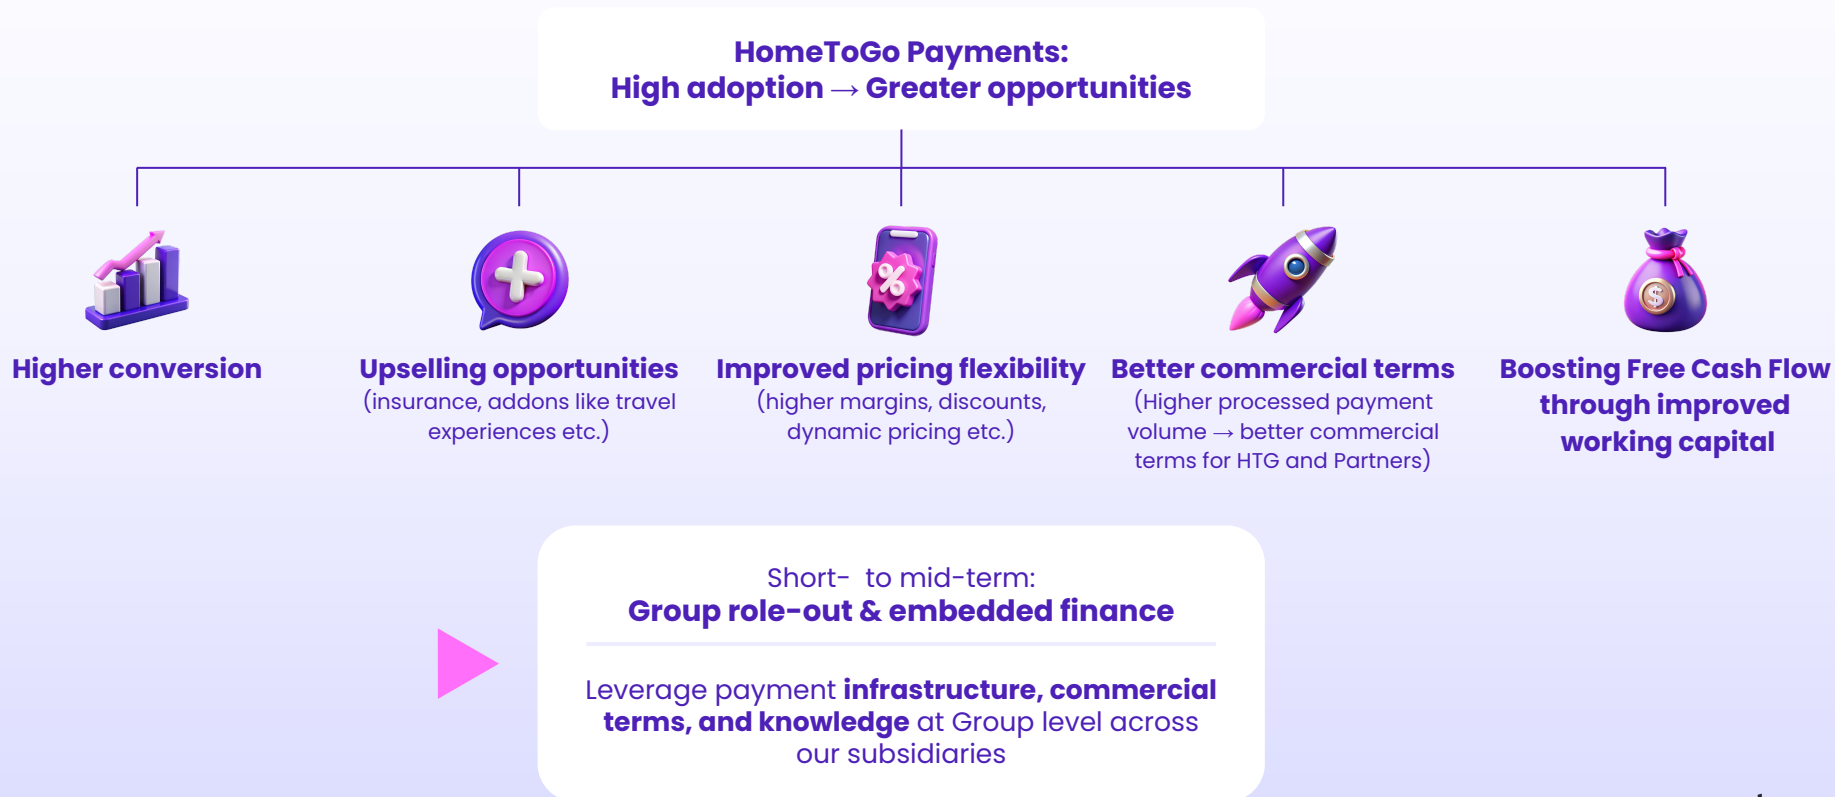 HomeToGo Payments:
High adoption → Greater opportunities
Higher conversion
Upselling opportunities
(insurance, addons like travel
experiences etc.)
Improved pricing flexibility
(higher margins, discounts,
dynamic pricing etc.)
Better commercial terms
(Higher processed payment
volume → better commercial
terms for HTG and Partners)
Boosting Free Cash Flow
through improved
working capital
Short- to mid-term:
Group role-out & embedded finance
Leverage payment infrastructure, commercial
terms, and knowledge at Group level across
our subsidiaries